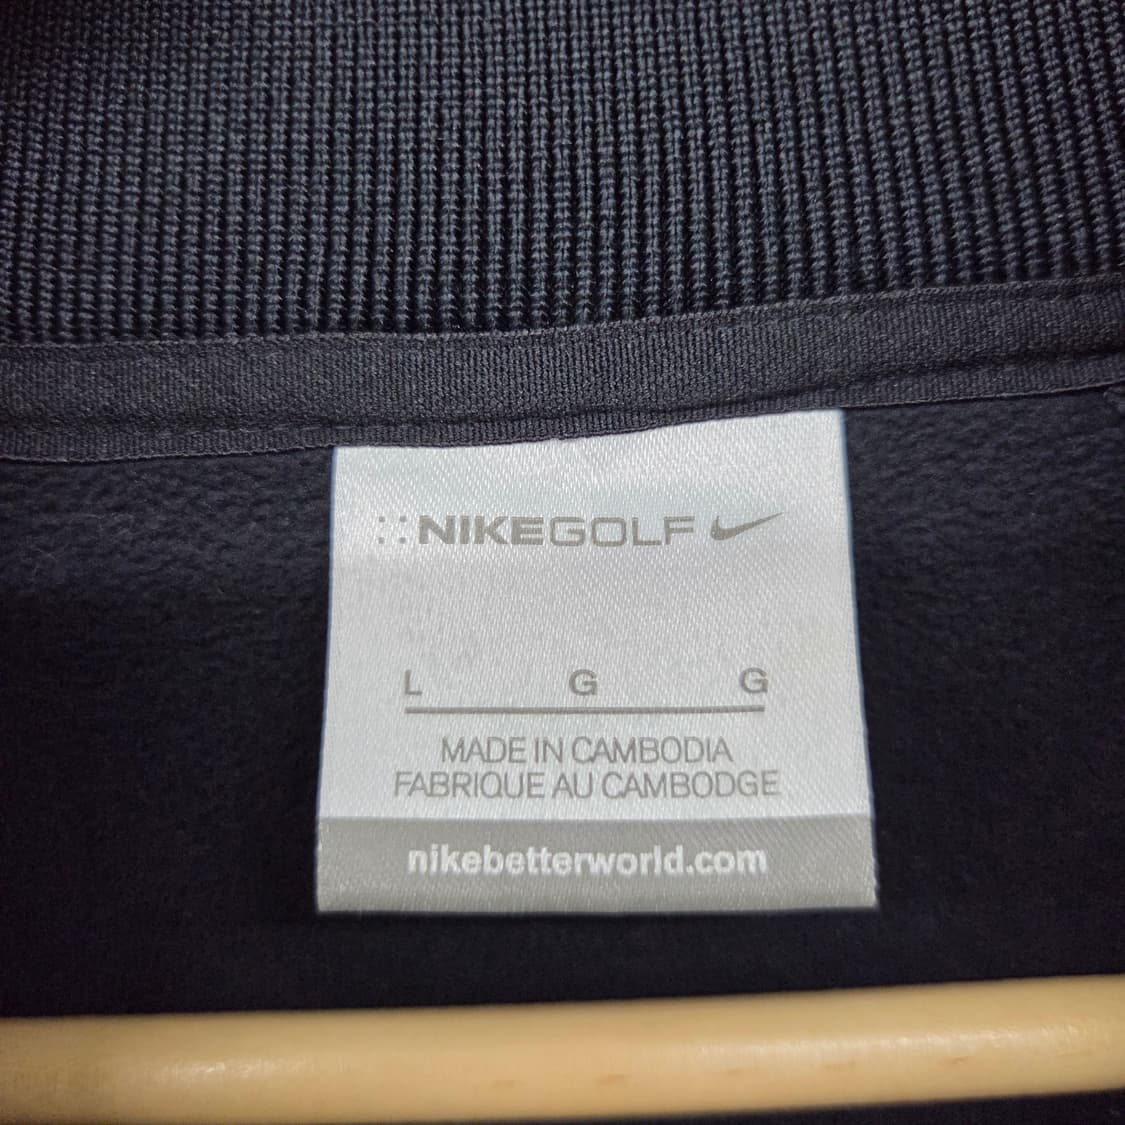 NIKEGOLF
L G G
MADE IN CAMBODIA
FABRIQUE AU CAMBODGE
nikebetterworld.com